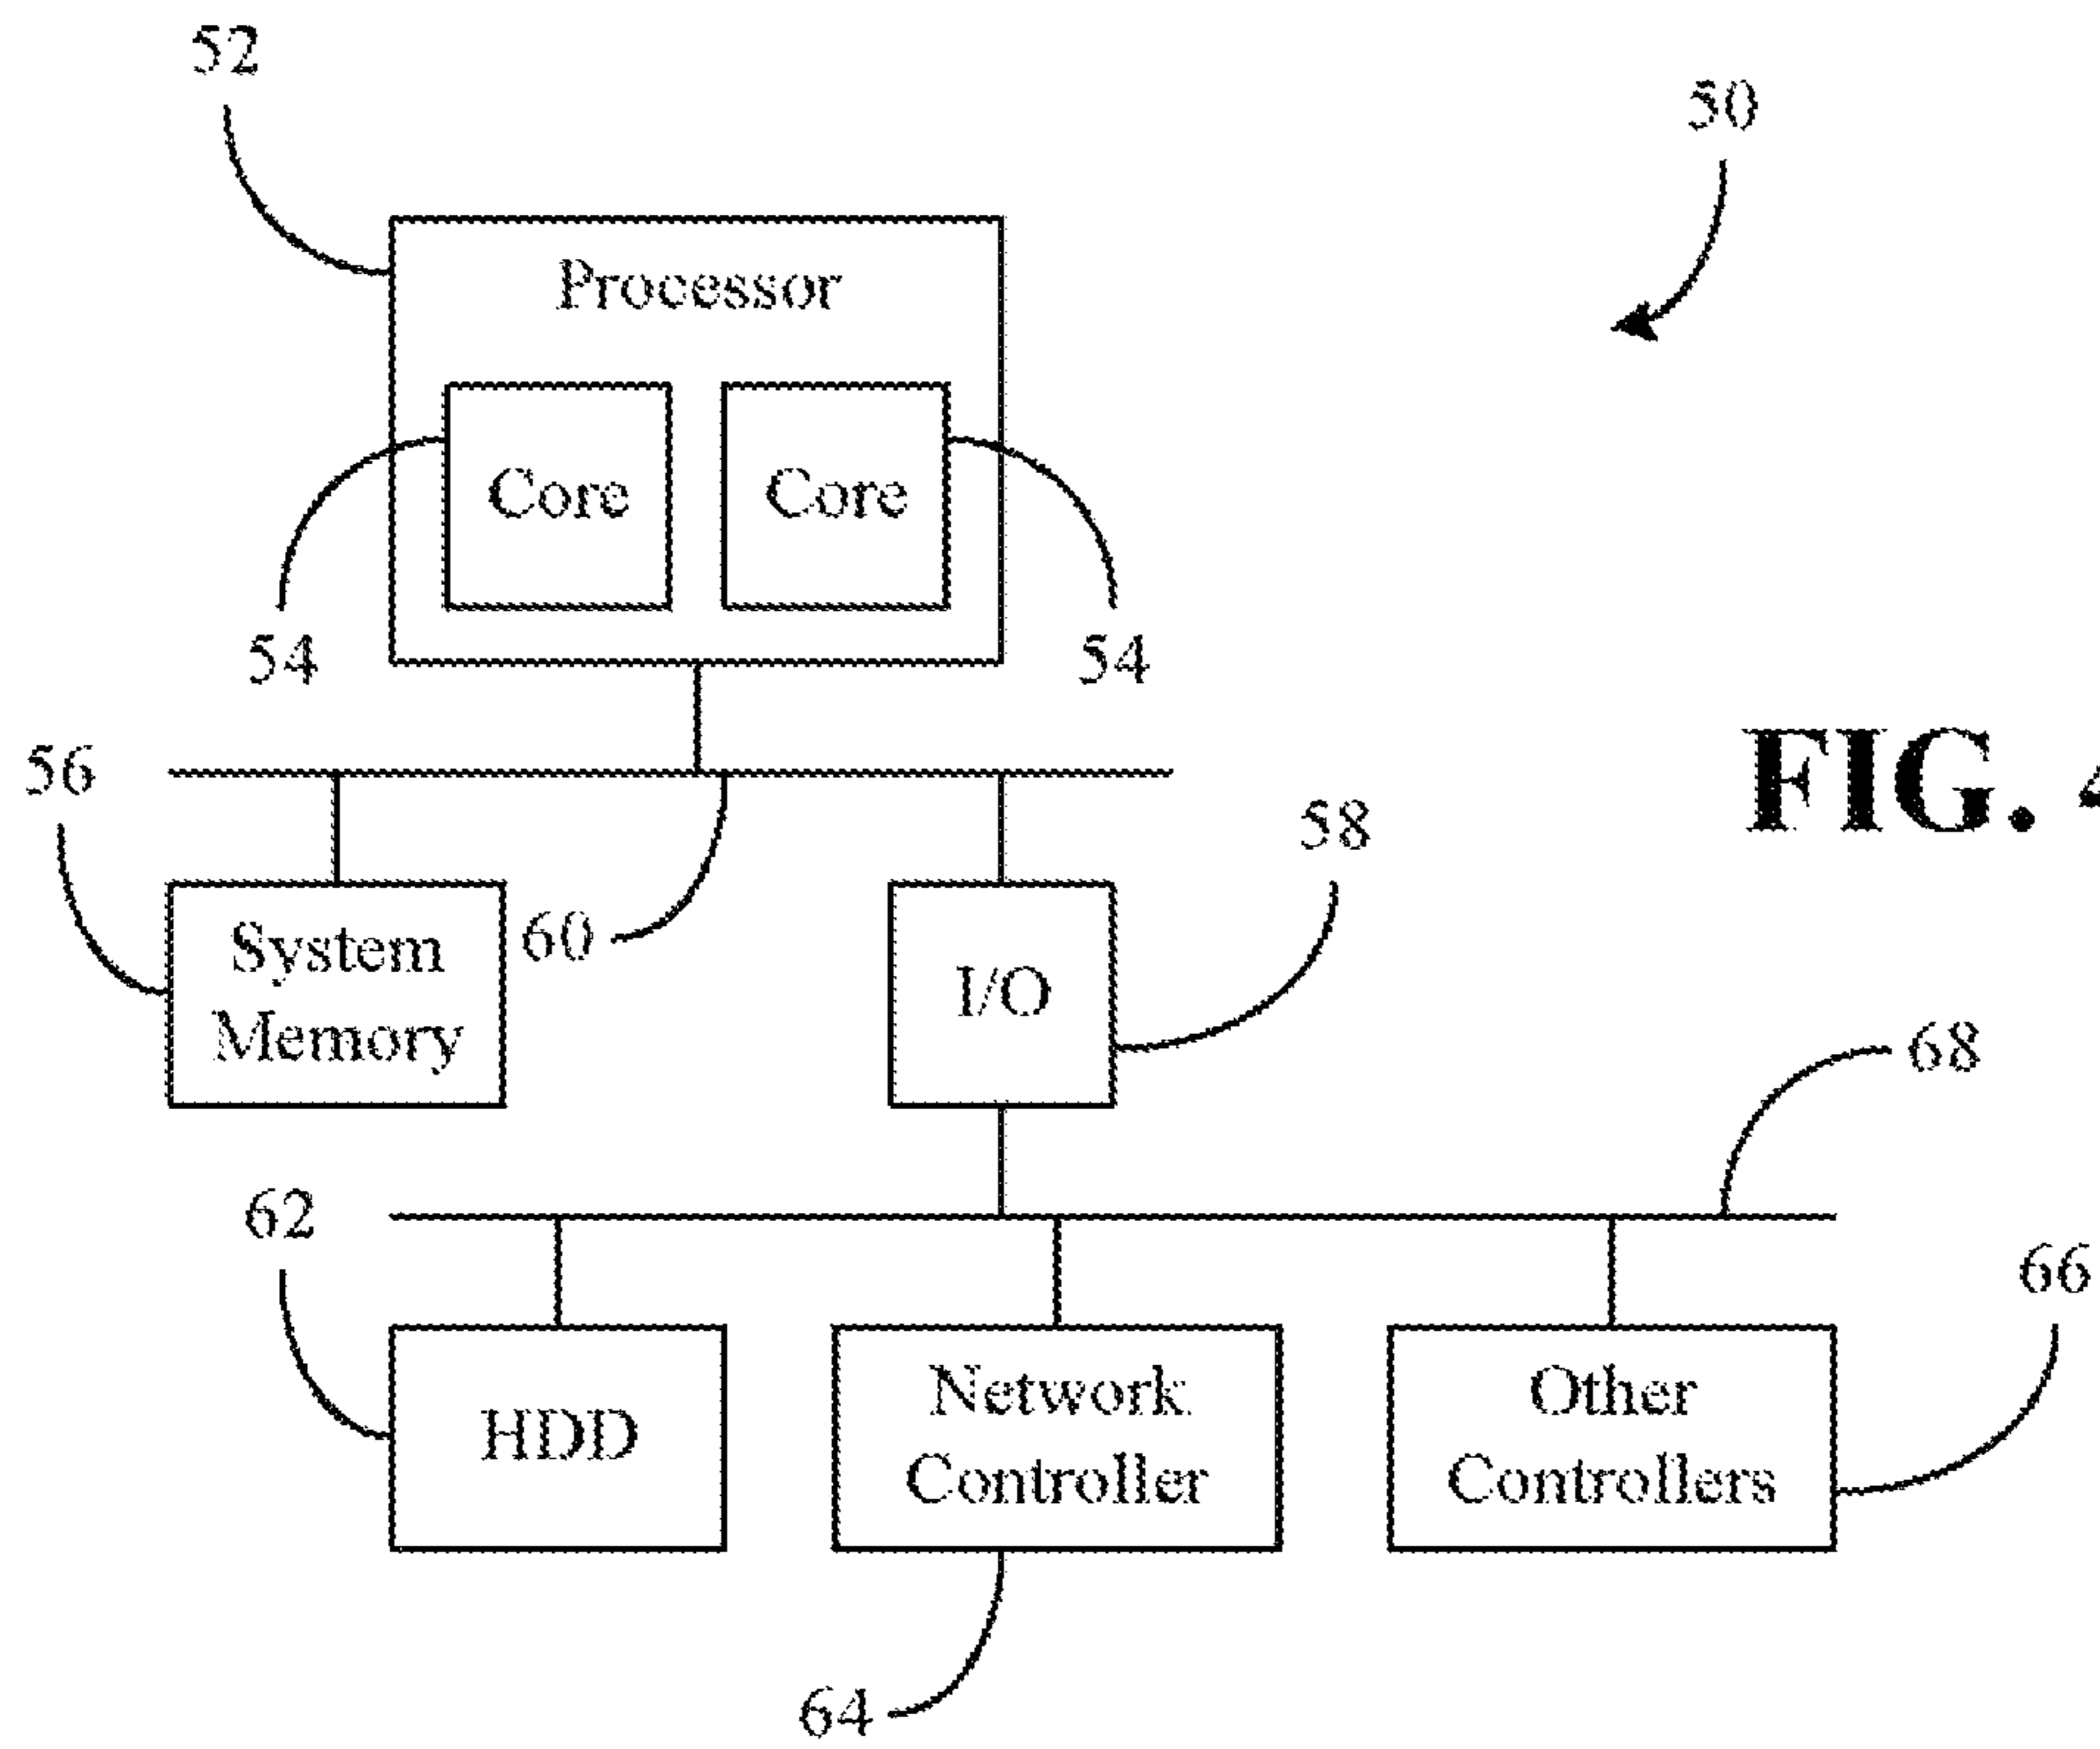 52
50
Processor
Core
Core
54
54
56
FIG.
58
60
System
Memory
I/O
68
62
66
HDD
Network
Controller
Other
Controllers
64